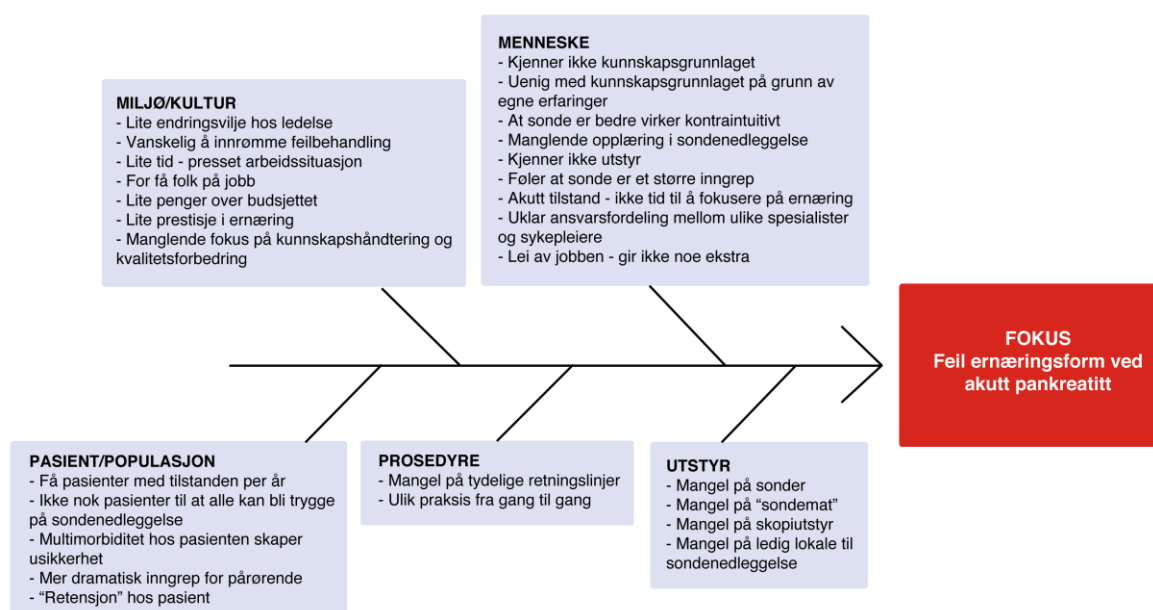 MILJØ/KULTUR
- Lite endringsvilje hos ledelse
- Vanskelig å innrømme feilbehandling
- Lite tid - presset arbeidssituasjon
- For få folk på jobb
- Lite penger over budsjettet
- Lite prestisje i ernæring
- Manglende fokus på kunnskapshåndtering og
kvalitetsforbedring
MENNESKE
- Kjenner ikke kunnskapsgrunnlaget
- Uenig med kunnskapsgrunnlaget på grunn av
egne erfaringer
- At sonde er bedre virker kontraintuitivt
- Manglende opplæring i sondenedleggelse
- Kjenner ikke utstyr
- Føler at sonde er et større inngrep
- Akutt tilstand - ikke tid til å fokusere på ernæring
- Uklar ansvarsfordeling mellom ulike spesialister
og sykepleiere
- Lei av jobben - gir ikke noe ekstra
FOKUS
Feil ernæringsform ved
akutt pankreatitt
PASIENT/POPULASJON
- Få pasienter med tilstanden per år
- Ikke nok pasienter til at alle kan bli trygge
på sondenedleggelse
- Multimorbiditet hos pasienten skaper
usikkerhet
- Mer dramatisk inngrep for pårørende
- “Retensjon” hos pasient
PROSEDYRE
- Mangel på tydelige retningslinjer
- Ulik praksis fra gang til gang
UTSTYR
- Mangel på sonder
- Mangel på “sondemat”
- Mangel på skopiutstyr
- Mangel på ledig lokale til
sondenedleggelse